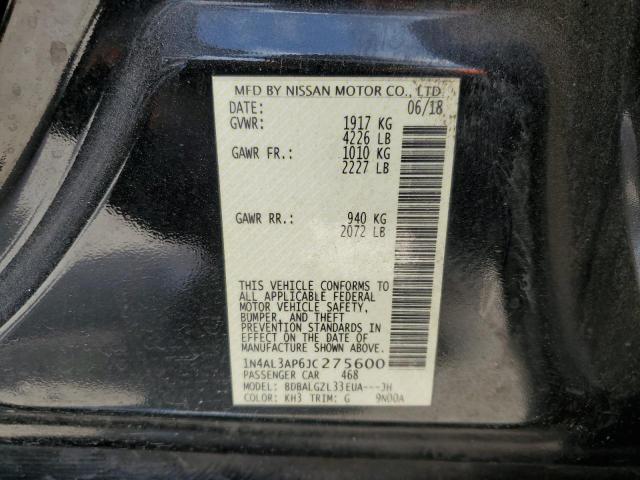 MFD BY NISSAN MOTOR CO., LTD.
DATE: 06/18
GVWR: 1917 KG
4226 LB
GAWR FR.: 1010 KG
2227 LB
GAWR RR.: 940 KG
2072 LB
THIS VEHICLE CONFORMS TO
ALL APPLICABLE FEDERAL
MOTOR VEHICLE SAFETY,
BUMPER, AND THEFT
PREVENTION STANDARDS IN
EFFECT ON THE DATE OF
MANUFACTURE SHOWN ABOVE.
1N4AL3AP6JC275600
PASSENGER CAR 468
MODEL: BDBALGZL33EUA---JH
COLOR: KH3 TRIM: G 9N00A